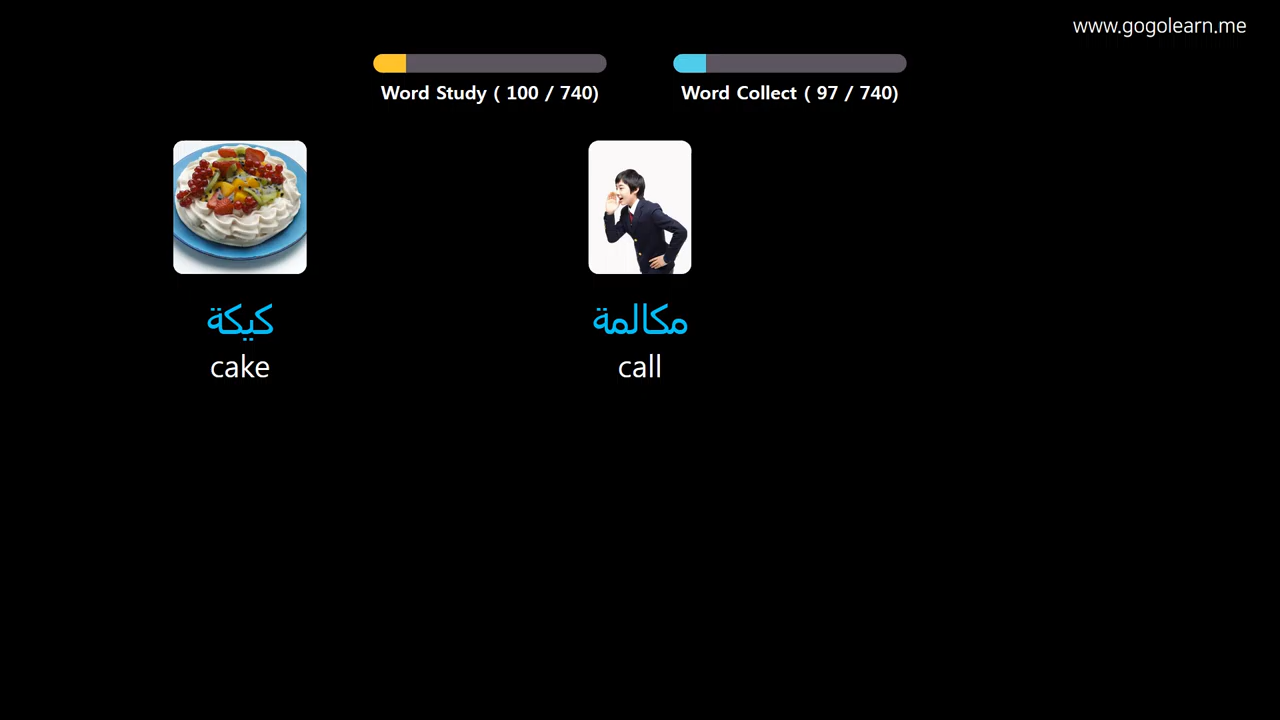 www.gogolearn.me
Word Study ( 100 / 740)
Word Collect ( 97 / 740)
كيكة
cake
مكالمة
call